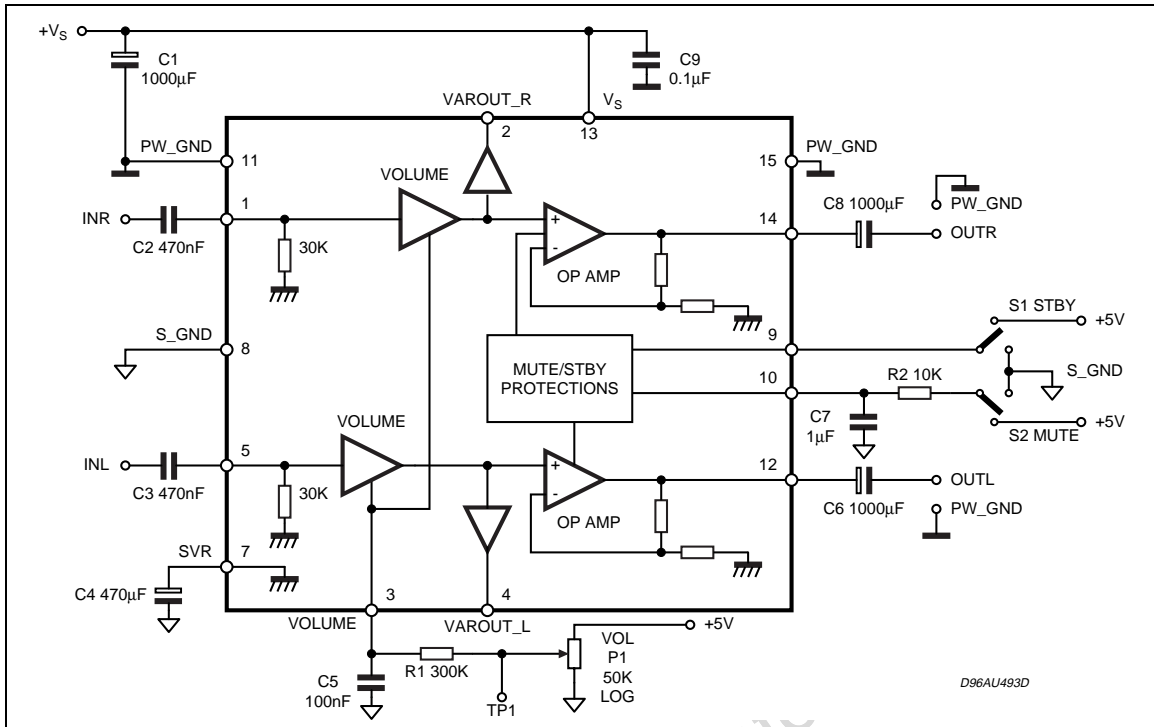 +VS
C1
1000µF
C9
0.1µF
VAROUT_R
VS
2
13
PW_GND
11
15
PW_GND
VOLUME
C8 1000µF
PW_GND
INR
1
14
OUTR
C2 470nF
30K
+
-
OP AMP
S1 STBY
+5V
S_GND
9
8
MUTE/STBY
PROTECTIONS
10
R2 10K
S_GND
C7
1µF
+5V
S2 MUTE
VOLUME
INL
5
12
OUTL
C3 470nF
30K
+
-
OP AMP
C6 1000µF
PW_GND
SVR
7
C4 470µF
3
4
VOLUME
VAROUT_L
+5V
VOL
P1
50K
LOG
R1 300K
C5
100nF
TP1
D96AU493D